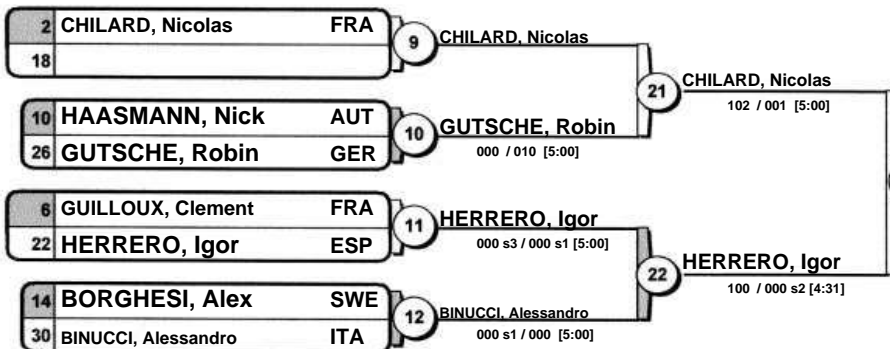 2 CHILARD, Nicolas FRA
18
9
CHILARD, Nicolas
10 HAASMANN, Nick AUT
26 GUTSCHE, Robin GER
10
GUTSCHE, Robin
000 / 010 [5:00]
21
CHILARD, Nicolas
102 / 001 [5:00]
6 GUILLOUX, Clement FRA
22 HERRERO, Igor ESP
11
HERRERO, Igor
000 s3 / 000 s1 [5:00]
14 BORGHESI, Alex SWE
30 BINUCCI, Alessandro ITA
12
BINUCCI, Alessandro
000 s1 / 000 [5:00]
22
HERRERO, Igor
100 / 000 s2 [4:31]